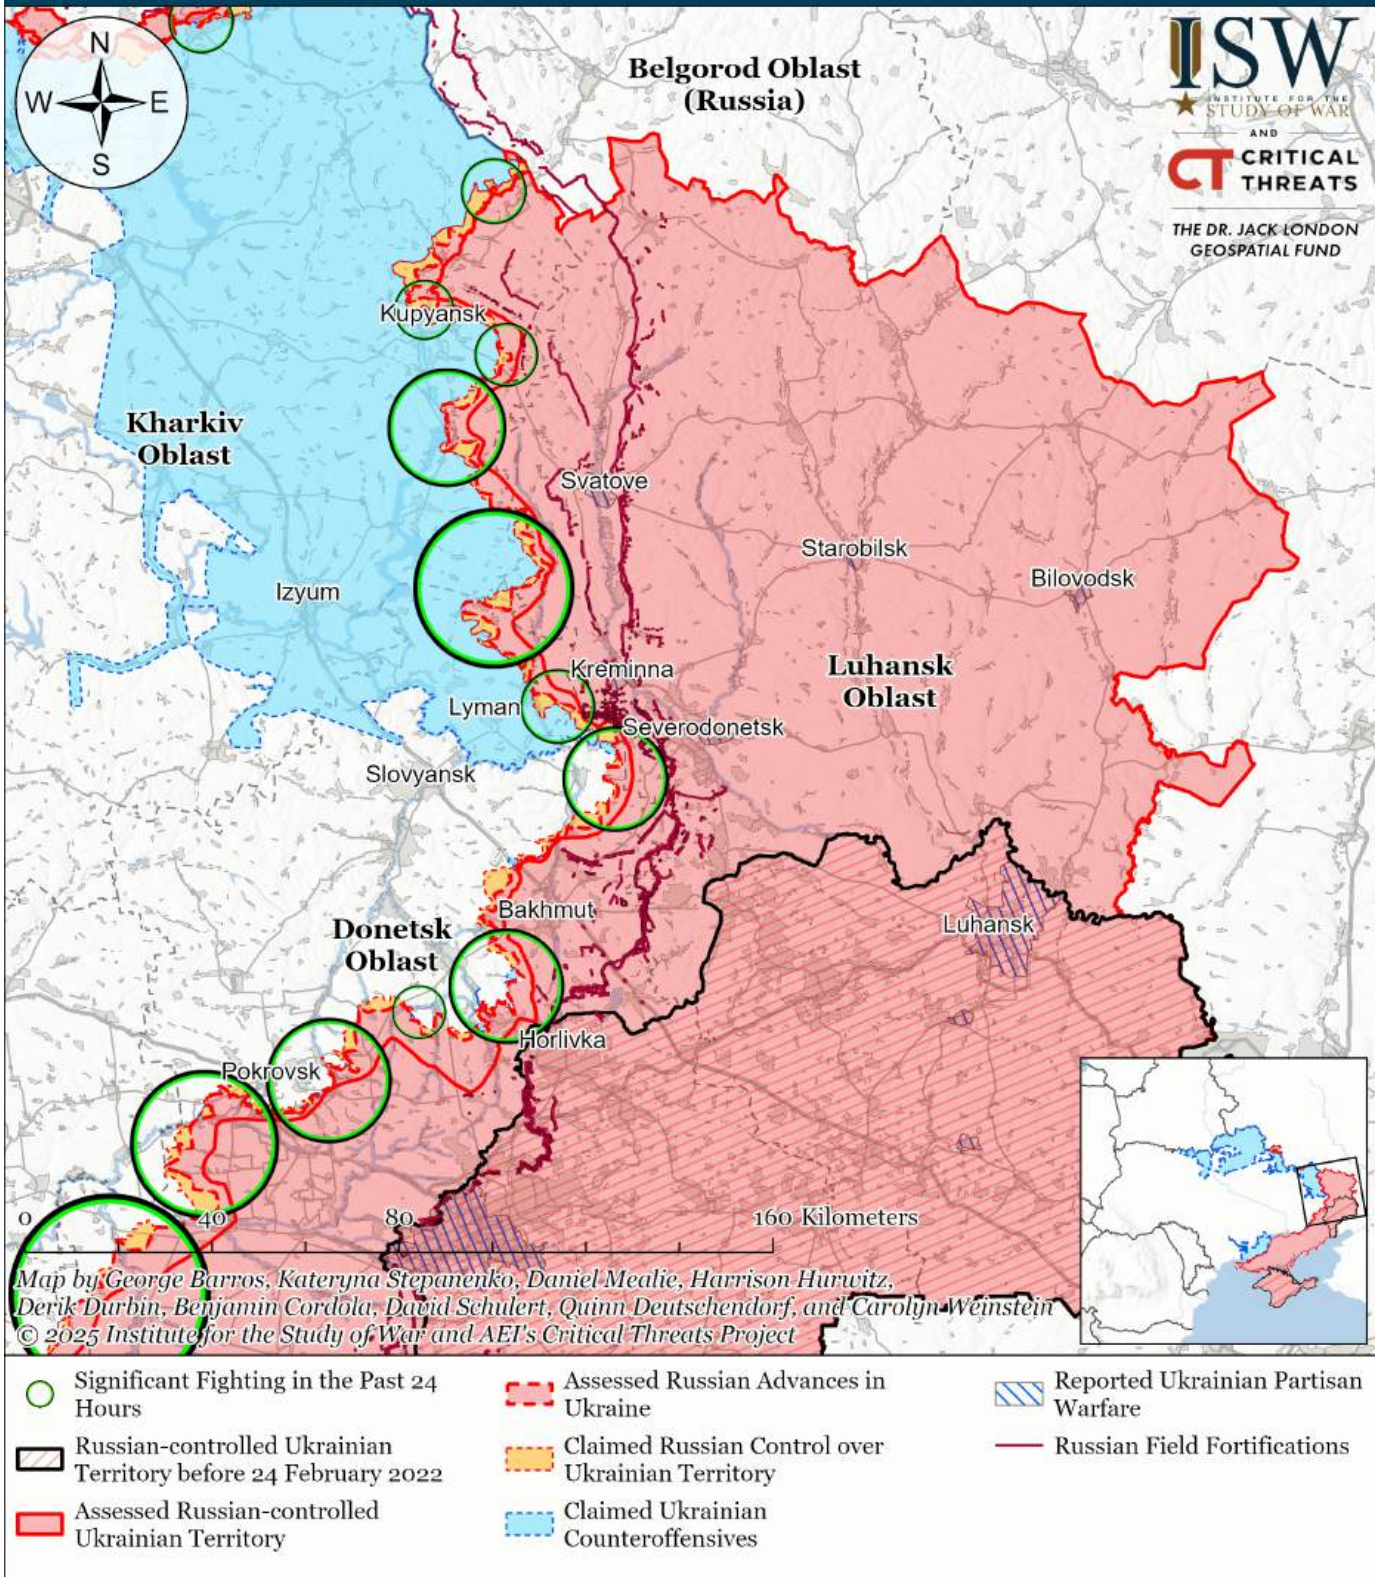 N
W
E
S
Belgorod Oblast
(Russia)
ISW
INSTITUTE FOR THE
STUDY OF WAR
AND
CT CRITICAL
THREATS
THE DR. JACK LONDON
GEOSPATIAL FUND
Kupyansk
Kharkiv
Oblast
Svatove
Starobilsk
Bilovodsk
Izyum
Kreminna
Luhansk
Oblast
Lyman
Severodonetsk
Slovyansk
Bakhmut
Luhansk
Donetsk
Oblast
Horlivka
Pokrovsk
0
40
80
160 Kilometers
Map by George Barros, Kateryna Stepanenko, Daniel Mealie, Harrison Hurwitz,
Derik Durbin, Benjamin Cordola, David Schulert, Quinn Deutschendorf, and Carolyn Weinstein
© 2025 Institute for the Study of War and AEI's Critical Threats Project
Significant Fighting in the Past 24
Hours
Russian-controlled Ukrainian
Territory before 24 February 2022
Assessed Russian-controlled
Ukrainian Territory
Assessed Russian Advances in
Ukraine
Claimed Russian Control over
Ukrainian Territory
Claimed Ukrainian
Counteroffensives
Reported Ukrainian Partisan
Warfare
Russian Field Fortifications